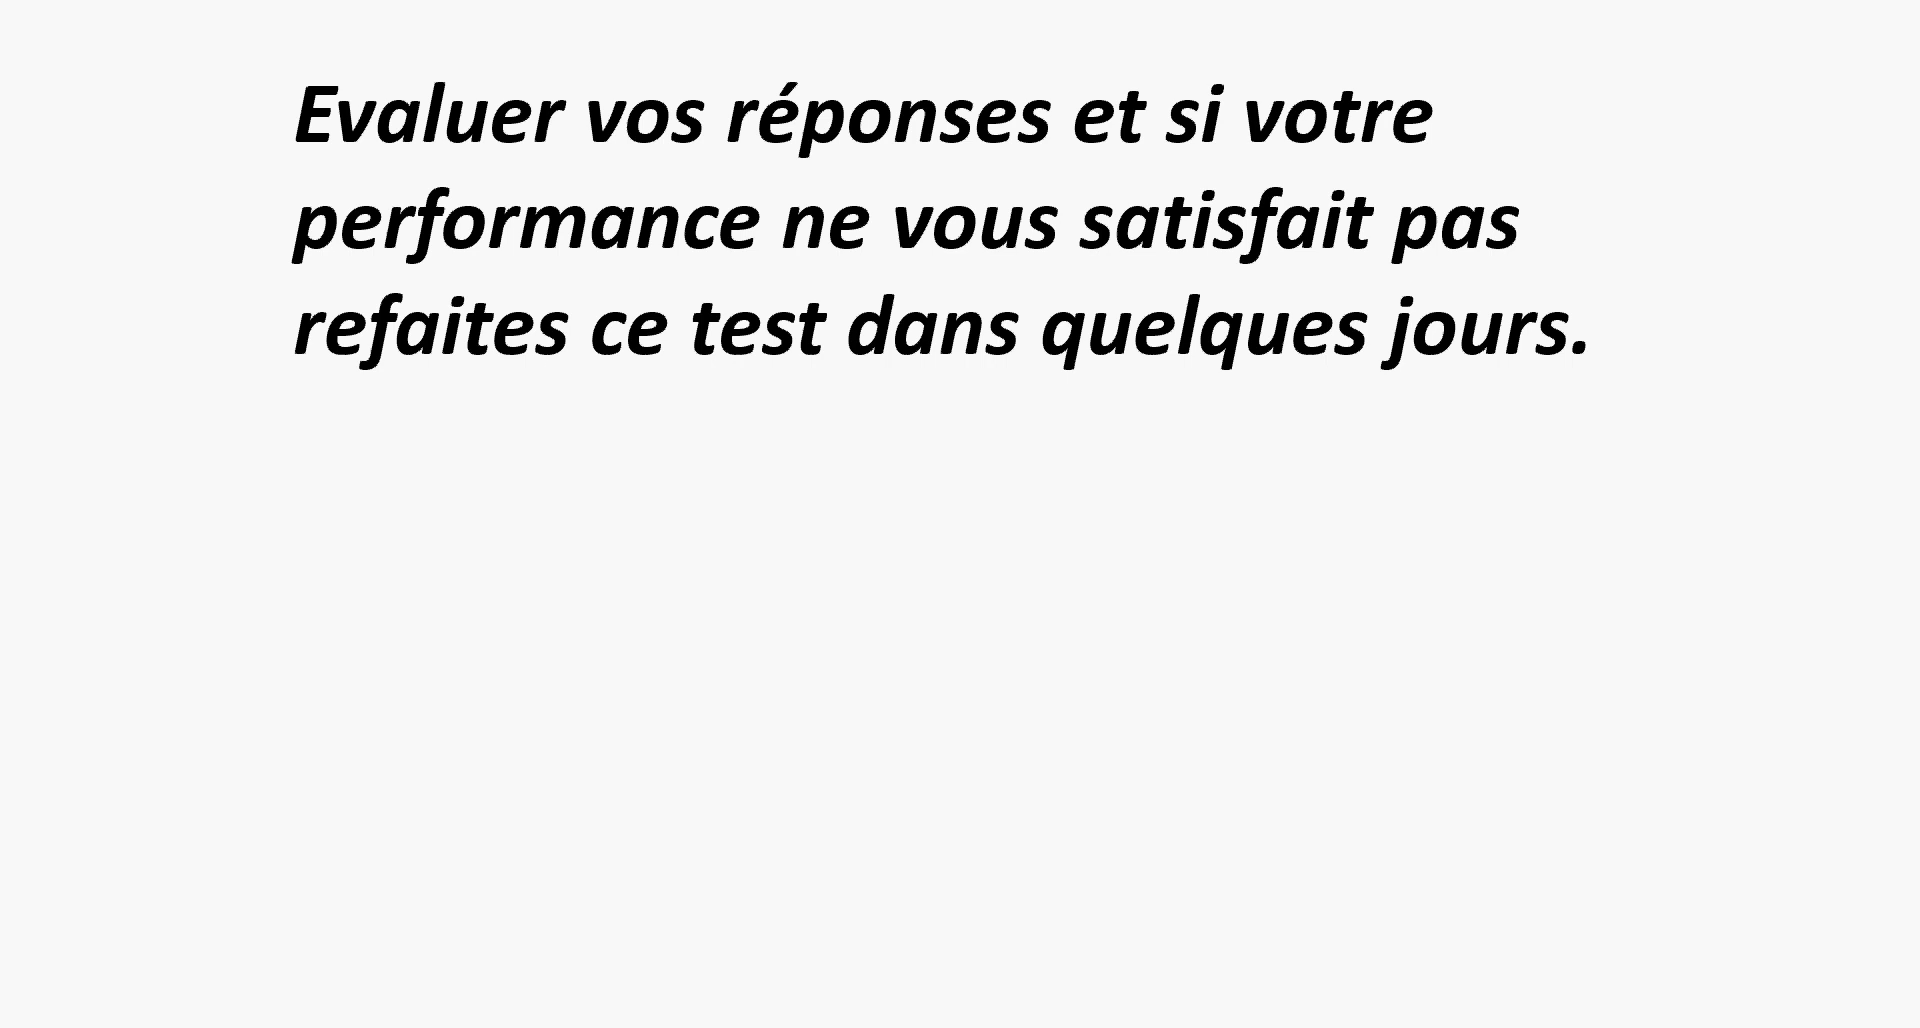 Evaluer vos réponses et si votre
performance ne vous satisfait pas
refaites ce test dans quelques jours.